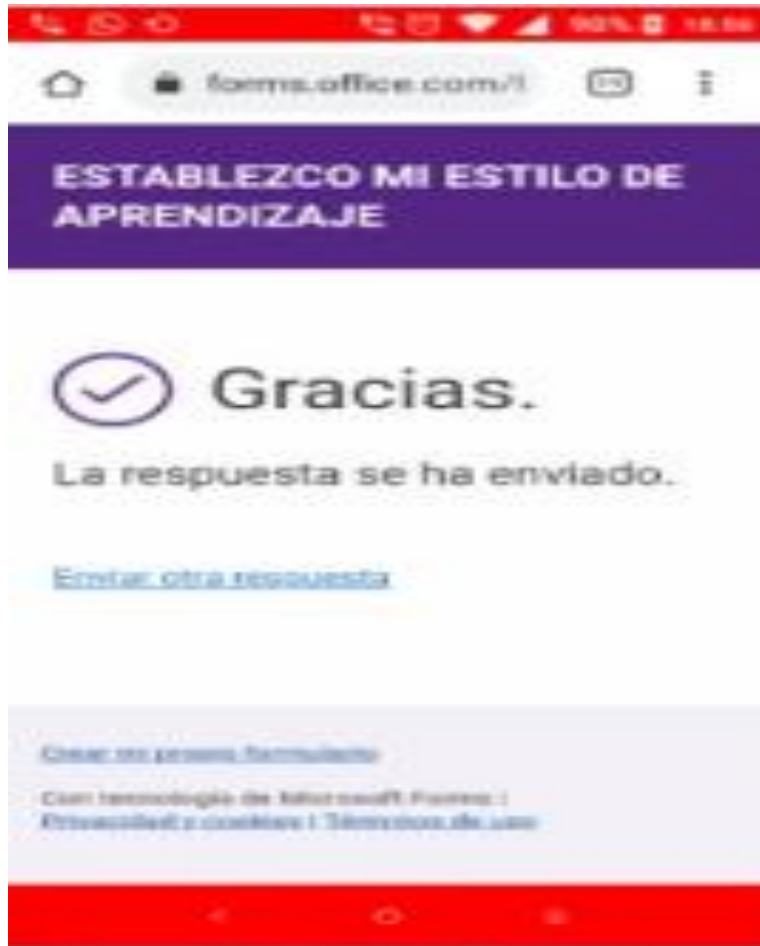 90%
forms.office.com/
ESTABLEZCO MI ESTILO DE
APRENDIZAJE
Gracias.
La respuesta se ha enviado.
Enviar otra respuesta
Crear mi propio formulario
Con tecnología de Microsoft Forms |
Privacidad y cookies | Términos de uso